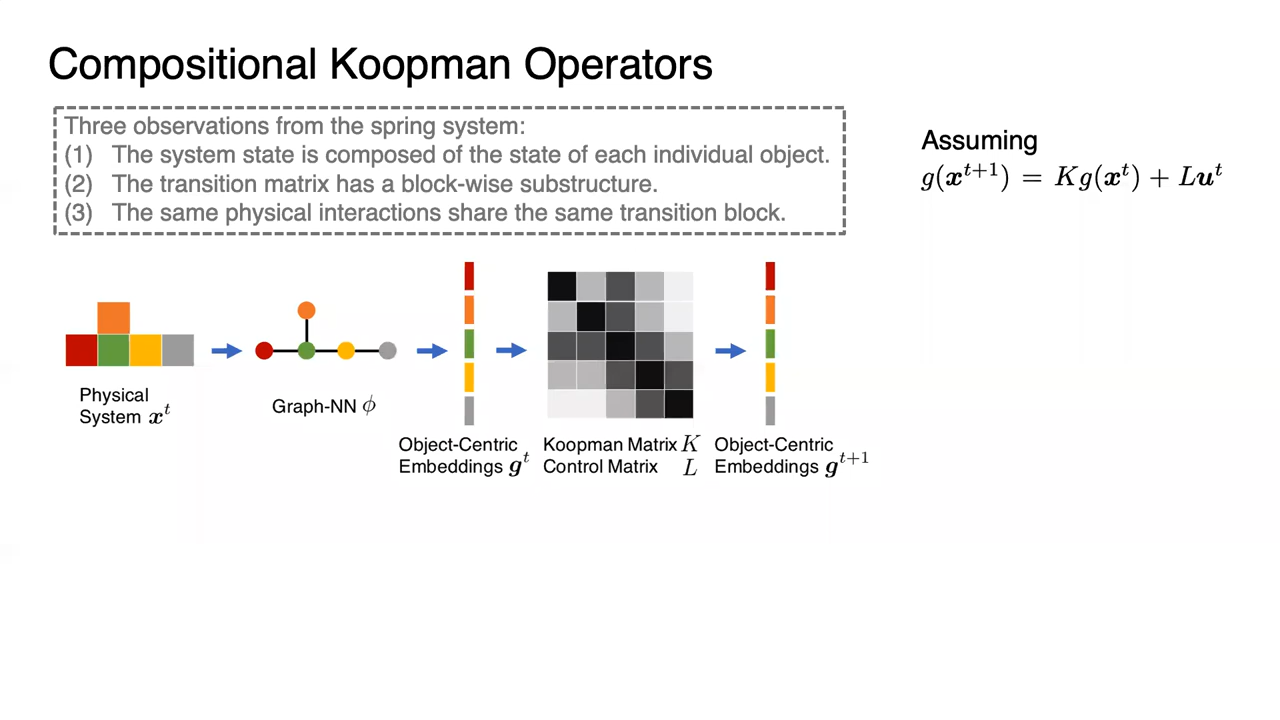 Compositional Koopman Operators
Three observations from the spring system:
(1) The system state is composed of the state of each individual object.
(2) The transition matrix has a block-wise substructure.
(3) The same physical interactions share the same transition block.
Assuming
g(x^{t+1}) = Kg(x^t) + Lu^t
Physical
System x^t
Graph-NN ϕ
Object-Centric
Embeddings g^t
Koopman Matrix K
Control Matrix L
Object-Centric
Embeddings g^{t+1}